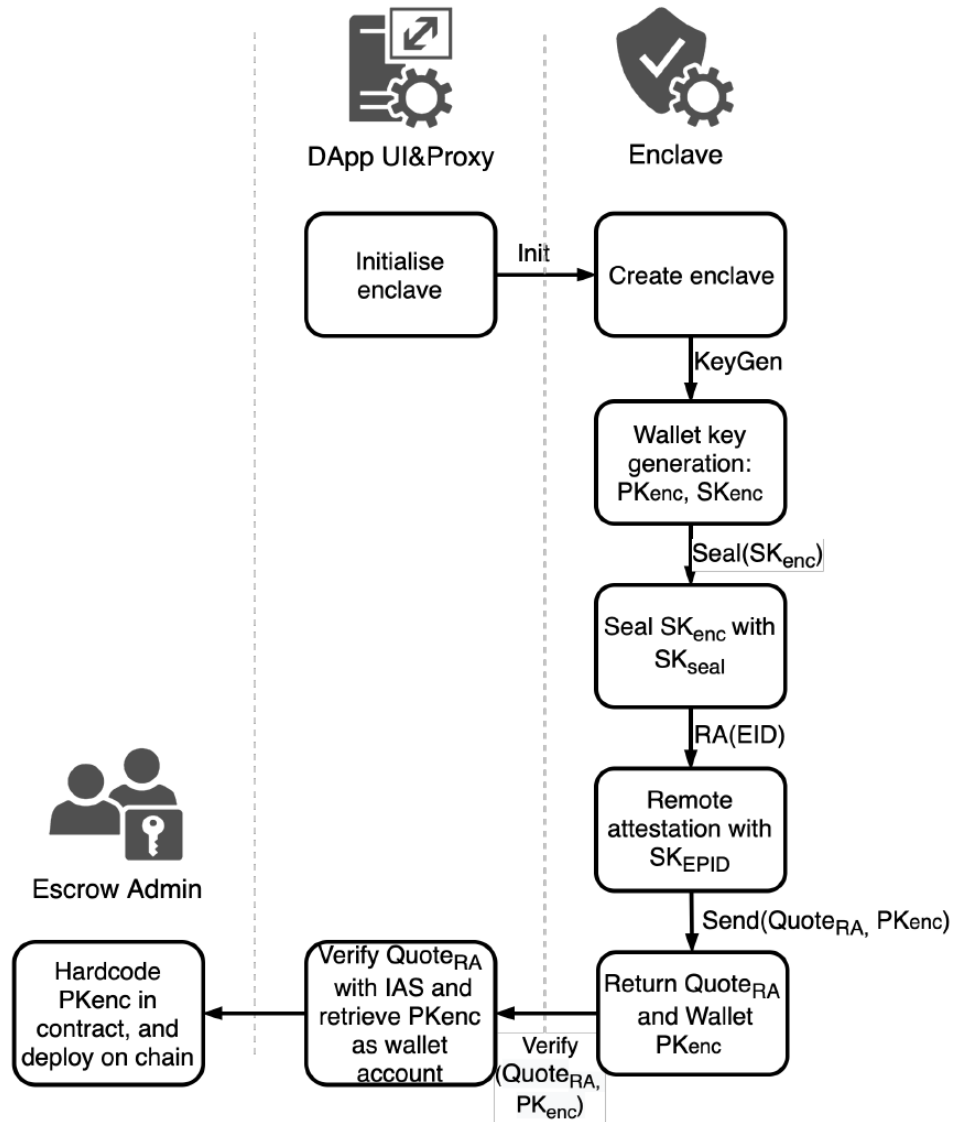 DApp UI&Proxy
Enclave
Initialise
enclave
Init
Create enclave
KeyGen
Wallet key
generation:
PKenc, SKenc
Seal(SKenc)
Seal SKenc with
SKseal
RA(EID)
Remote
attestation with
SKEPID
Escrow Admin
Send(QuoteRA, PKenc)
Hardcode
PKenc in
contract, and
deploy on chain
Verify QuoteRA
with IAS and
retrieve PKenc
as wallet
account
Return QuoteRA
and Wallet
PKenc
Verify
(QuoteRA,
PKenc)